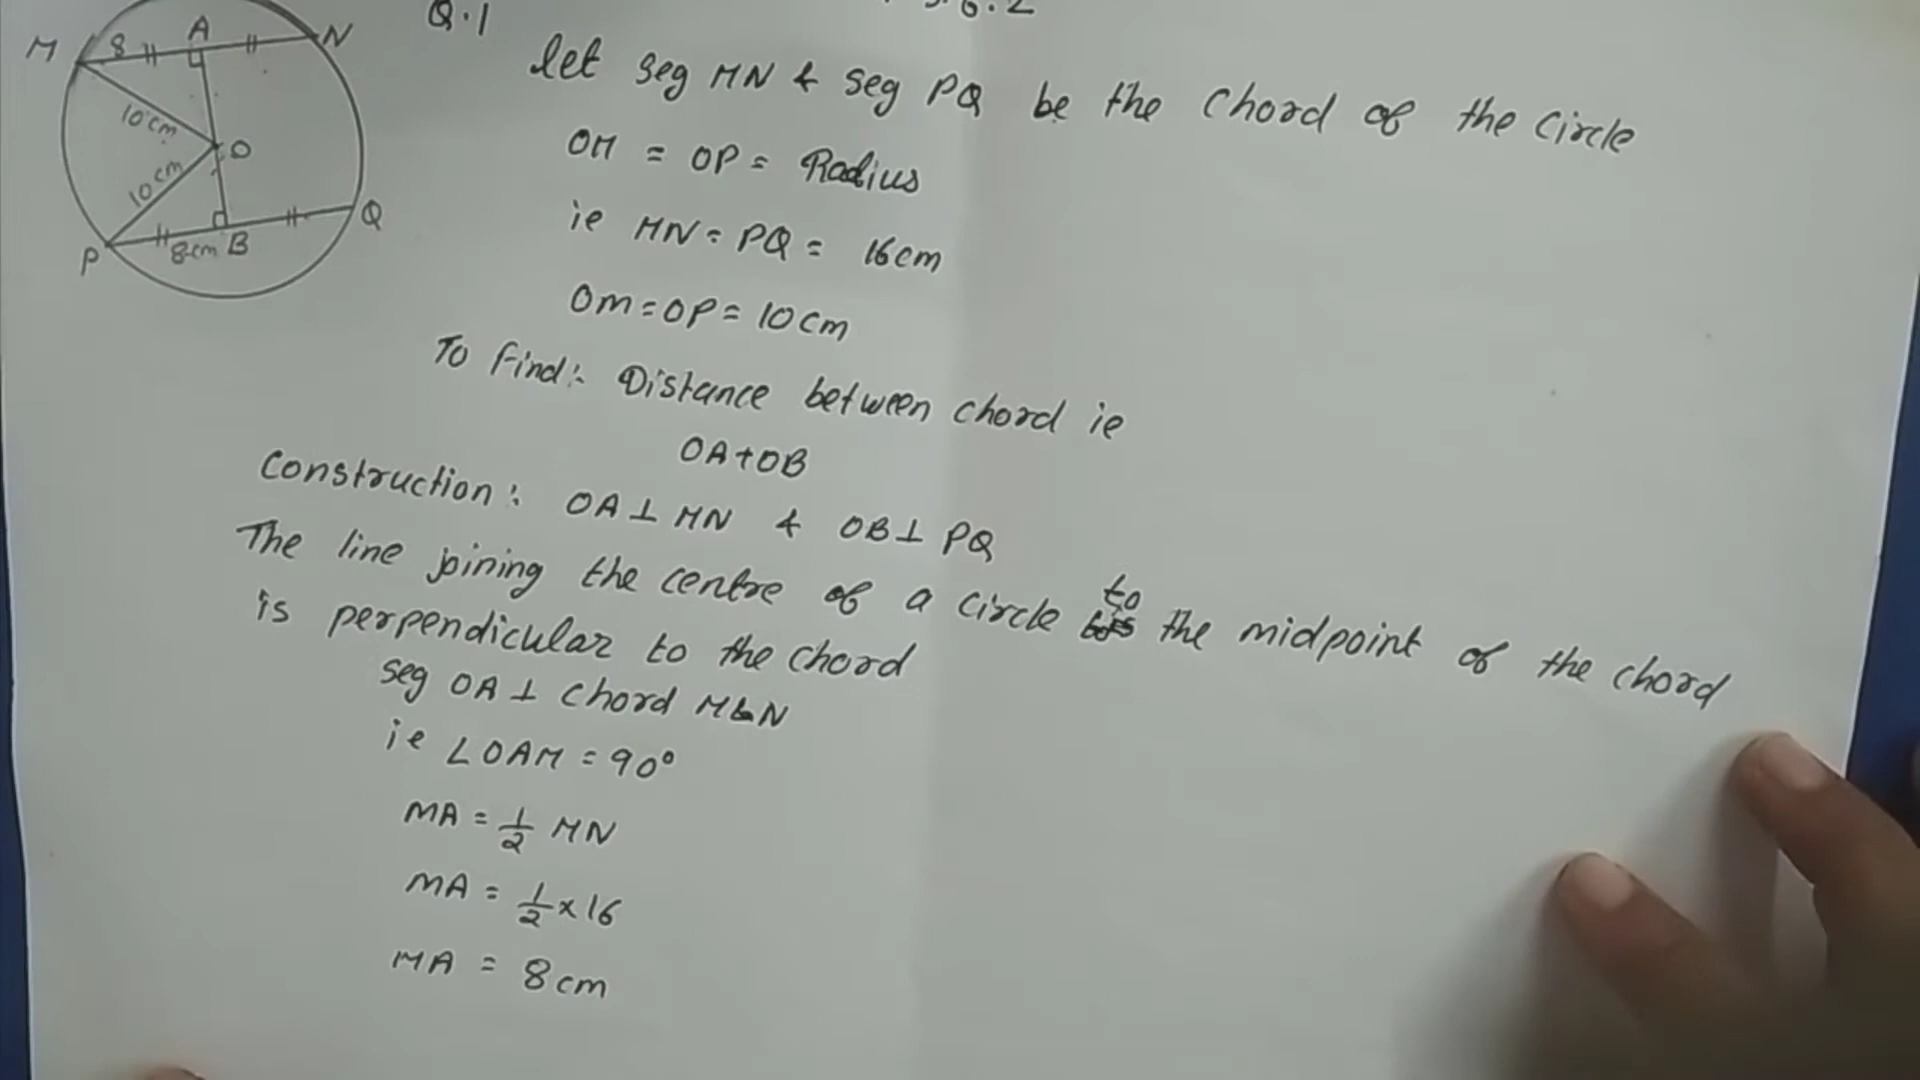 Q.1
let seg MN & seg PQ be the chord of the circle
OM = OP = Radius
ie MN = PQ = 16cm
Om = OP = 10cm
To find:- Distance between chord ie
OA+OB
Construction: OA⊥MN & OB⊥PQ
The line joining the centre of a circle to the midpoint of the chord
is perpendicular to the chord
seg OA⊥ chord MN
ie ∠OAM = 90°
MA = 1/2 MN
MA = 1/2 x 16
MA = 8cm
M
8
A
N
10cm
O
10cm
P
8cm
B
Q